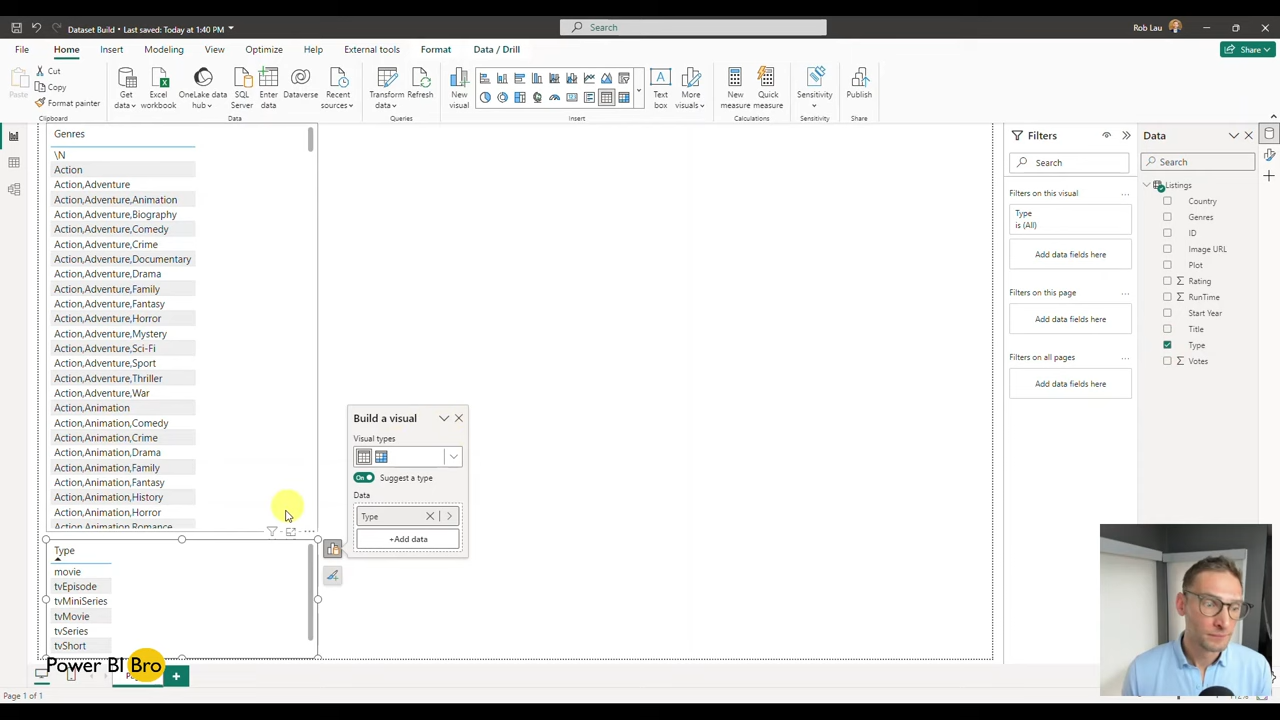 Dataset Build • Last saved: Today at 1:40 PM
Search
Rob Lau
File
Home
Insert
Modeling
View
Optimize
Help
External tools
Format
Data / Drill
Share
Paste
Cut
Copy
Format painter
Clipboard
Get data
Excel workbook
OneLake data hub
SQL Server
Enter data
Dataverse
Recent sources
Data
Transform data
Refresh
Queries
New visual
Text box
More visuals
Insert
New measure
Quick measure
Calculations
Sensitivity
Sensitivity
Publish
Share
Genres
\N
Action
Action,Adventure
Action,Adventure,Animation
Action,Adventure,Biography
Action,Adventure,Comedy
Action,Adventure,Crime
Action,Adventure,Documentary
Action,Adventure,Drama
Action,Adventure,Family
Action,Adventure,Fantasy
Action,Adventure,Horror
Action,Adventure,Mystery
Action,Adventure,Sci-Fi
Action,Adventure,Sport
Action,Adventure,Thriller
Action,Adventure,War
Action,Animation
Action,Animation,Comedy
Action,Animation,Crime
Action,Animation,Drama
Action,Animation,Family
Action,Animation,Fantasy
Action,Animation,History
Action,Animation,Horror
Action,Animation,Romance
Type
movie
tvEpisode
tvMiniSeries
tvMovie
tvSeries
tvShort
Build a visual
Visual types
On
Suggest a type
Data
Type
+Add data
Filters
Search
Filters on this visual
Type
is (All)
Add data fields here
Filters on this page
Add data fields here
Filters on all pages
Add data fields here
Data
Search
Listings
Country
Genres
ID
Image URL
Plot
Rating
RunTime
Start Year
Title
Type
Votes
Power BI Bro
Page 1 of 1